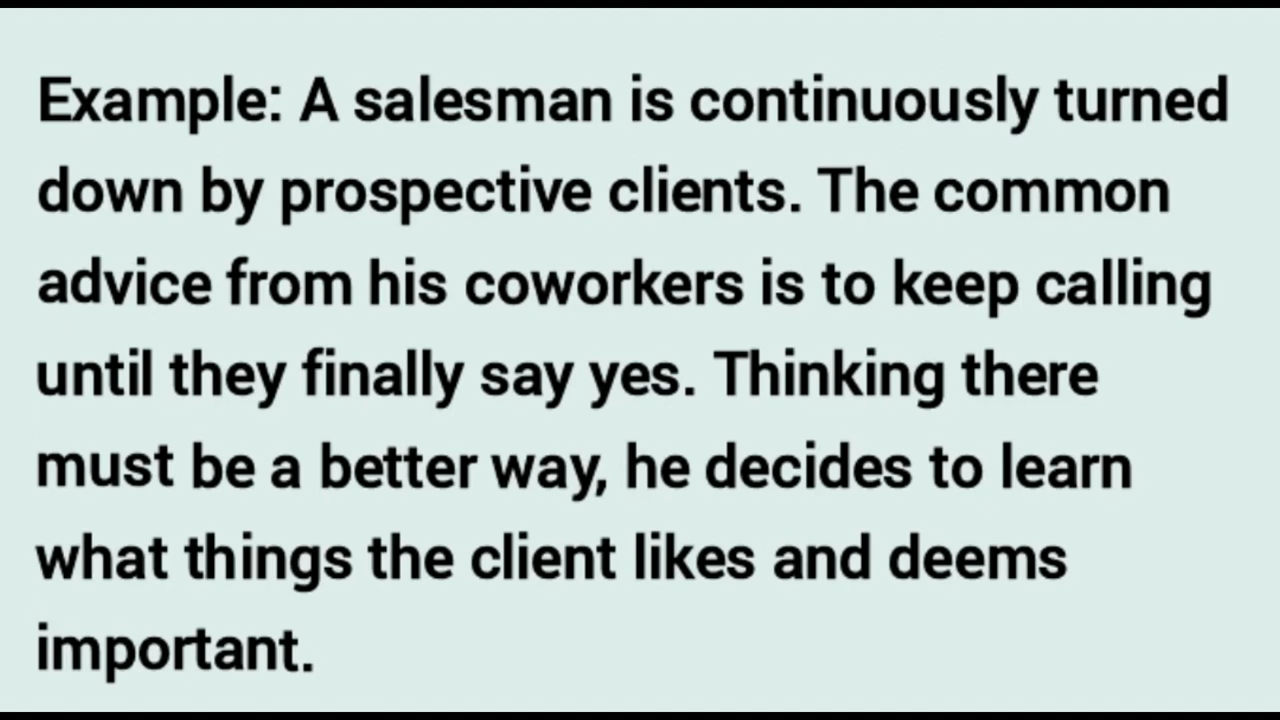 Example: A salesman is continuously turned
down by prospective clients. The common
advice from his coworkers is to keep calling
until they finally say yes. Thinking there
must be a better way, he decides to learn
what things the client likes and deems
important.